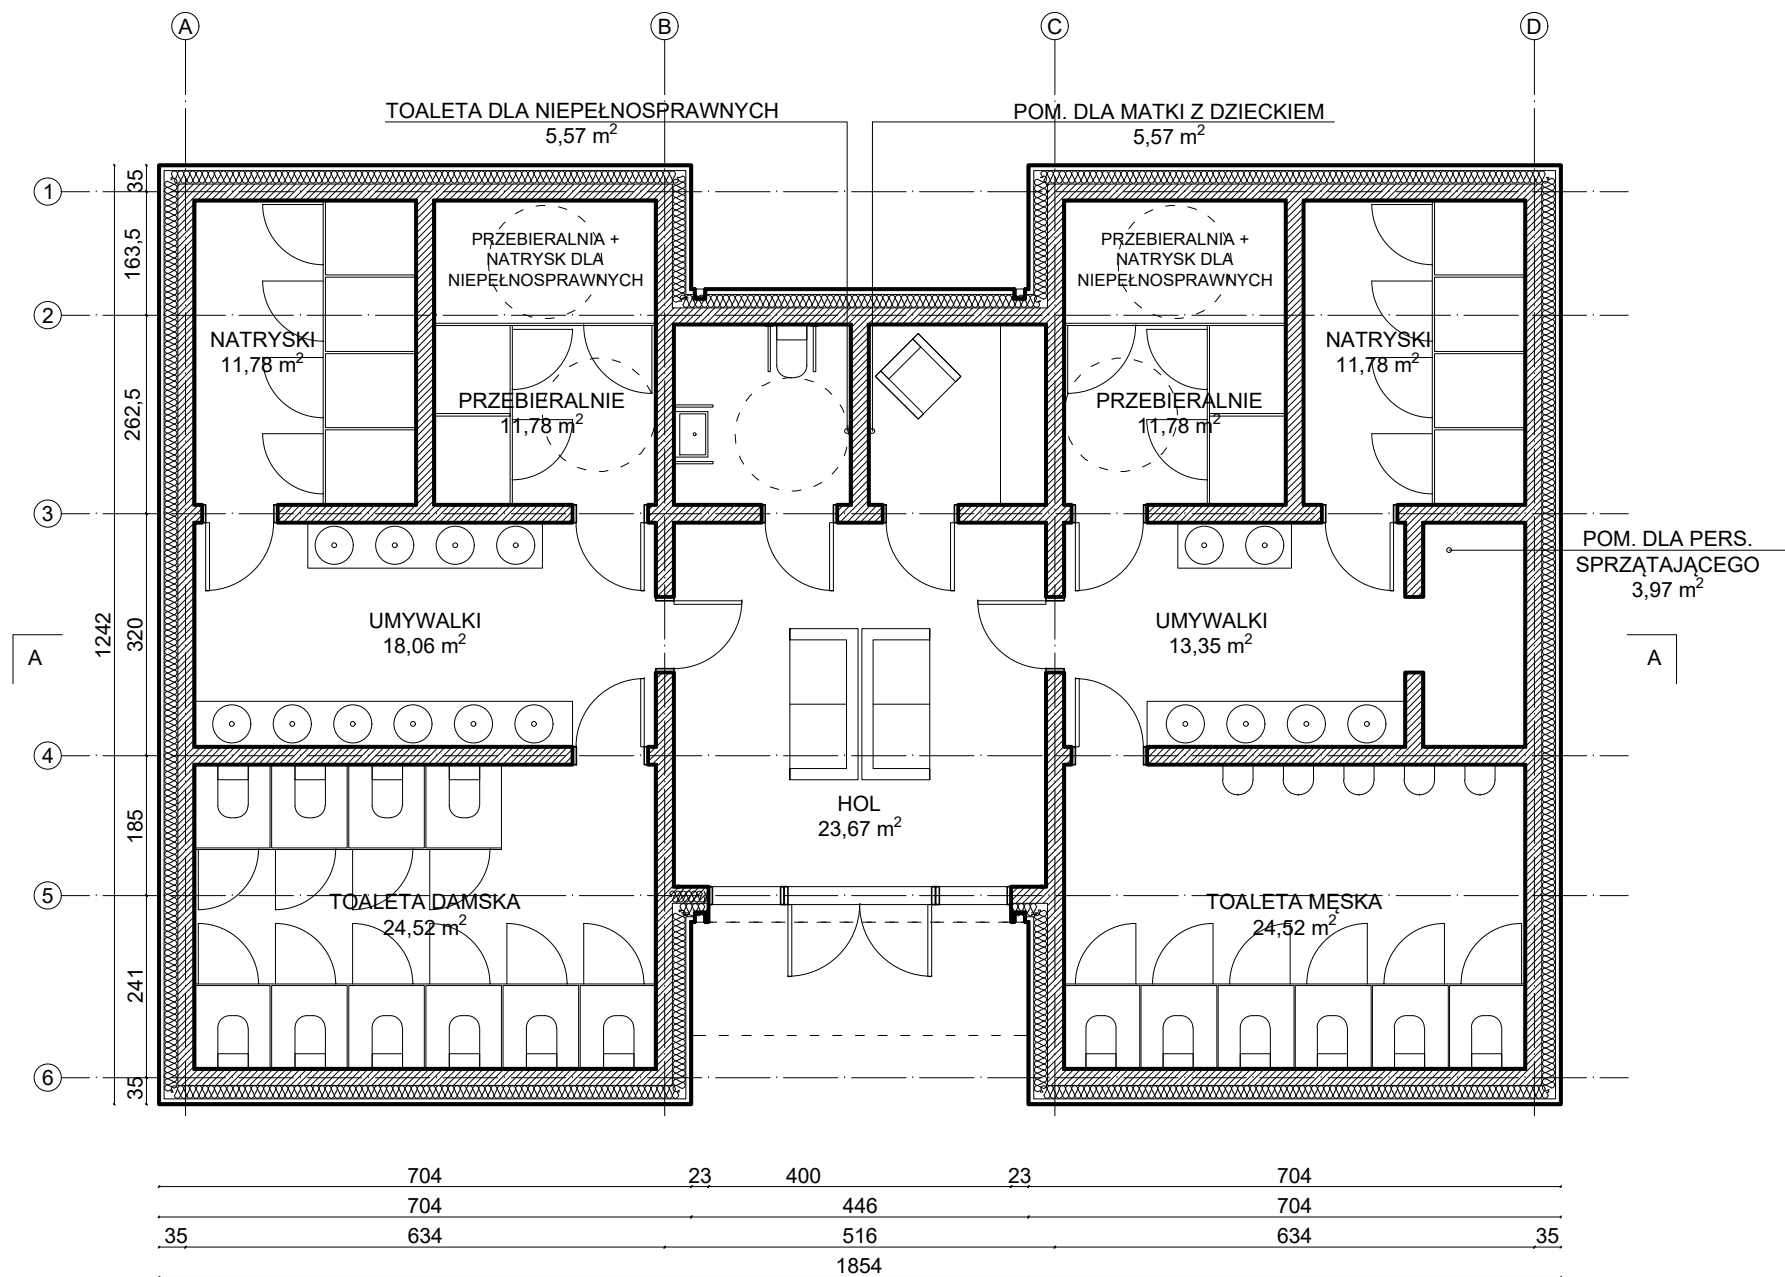 A
B
C
D
TOALETA DLA NIEPEŁNOSPRAWNYCH
5,57 m²
POM. DLA MATKI Z DZIECKIEM
5,57 m²
1
2
3
4
5
6
35
163,5
262,5
320
185
241
35
1242
PRZEBIERALNIA +
NATRYSK DLA
NIEPEŁNOSPRAWNYCH
PRZEBIERALNIA +
NATRYSK DLA
NIEPEŁNOSPRAWNYCH
NATRYSKI
11,78 m²
NATRYSKI
11,78 m²
PRZEBIERALNIE
11,78 m²
PRZEBIERALNIE
11,78 m²
POM. DLA PERS.
SPRZĄTAJĄCEGO
3,97 m²
UMYWALKI
18,06 m²
UMYWALKI
13,35 m²
A
A
HOL
23,67 m²
TOALETA DAMSKA
24,52 m²
TOALETA MĘSKA
24,52 m²
704 23 400 23 704
704 446 704
35 634 516 634 35
1854